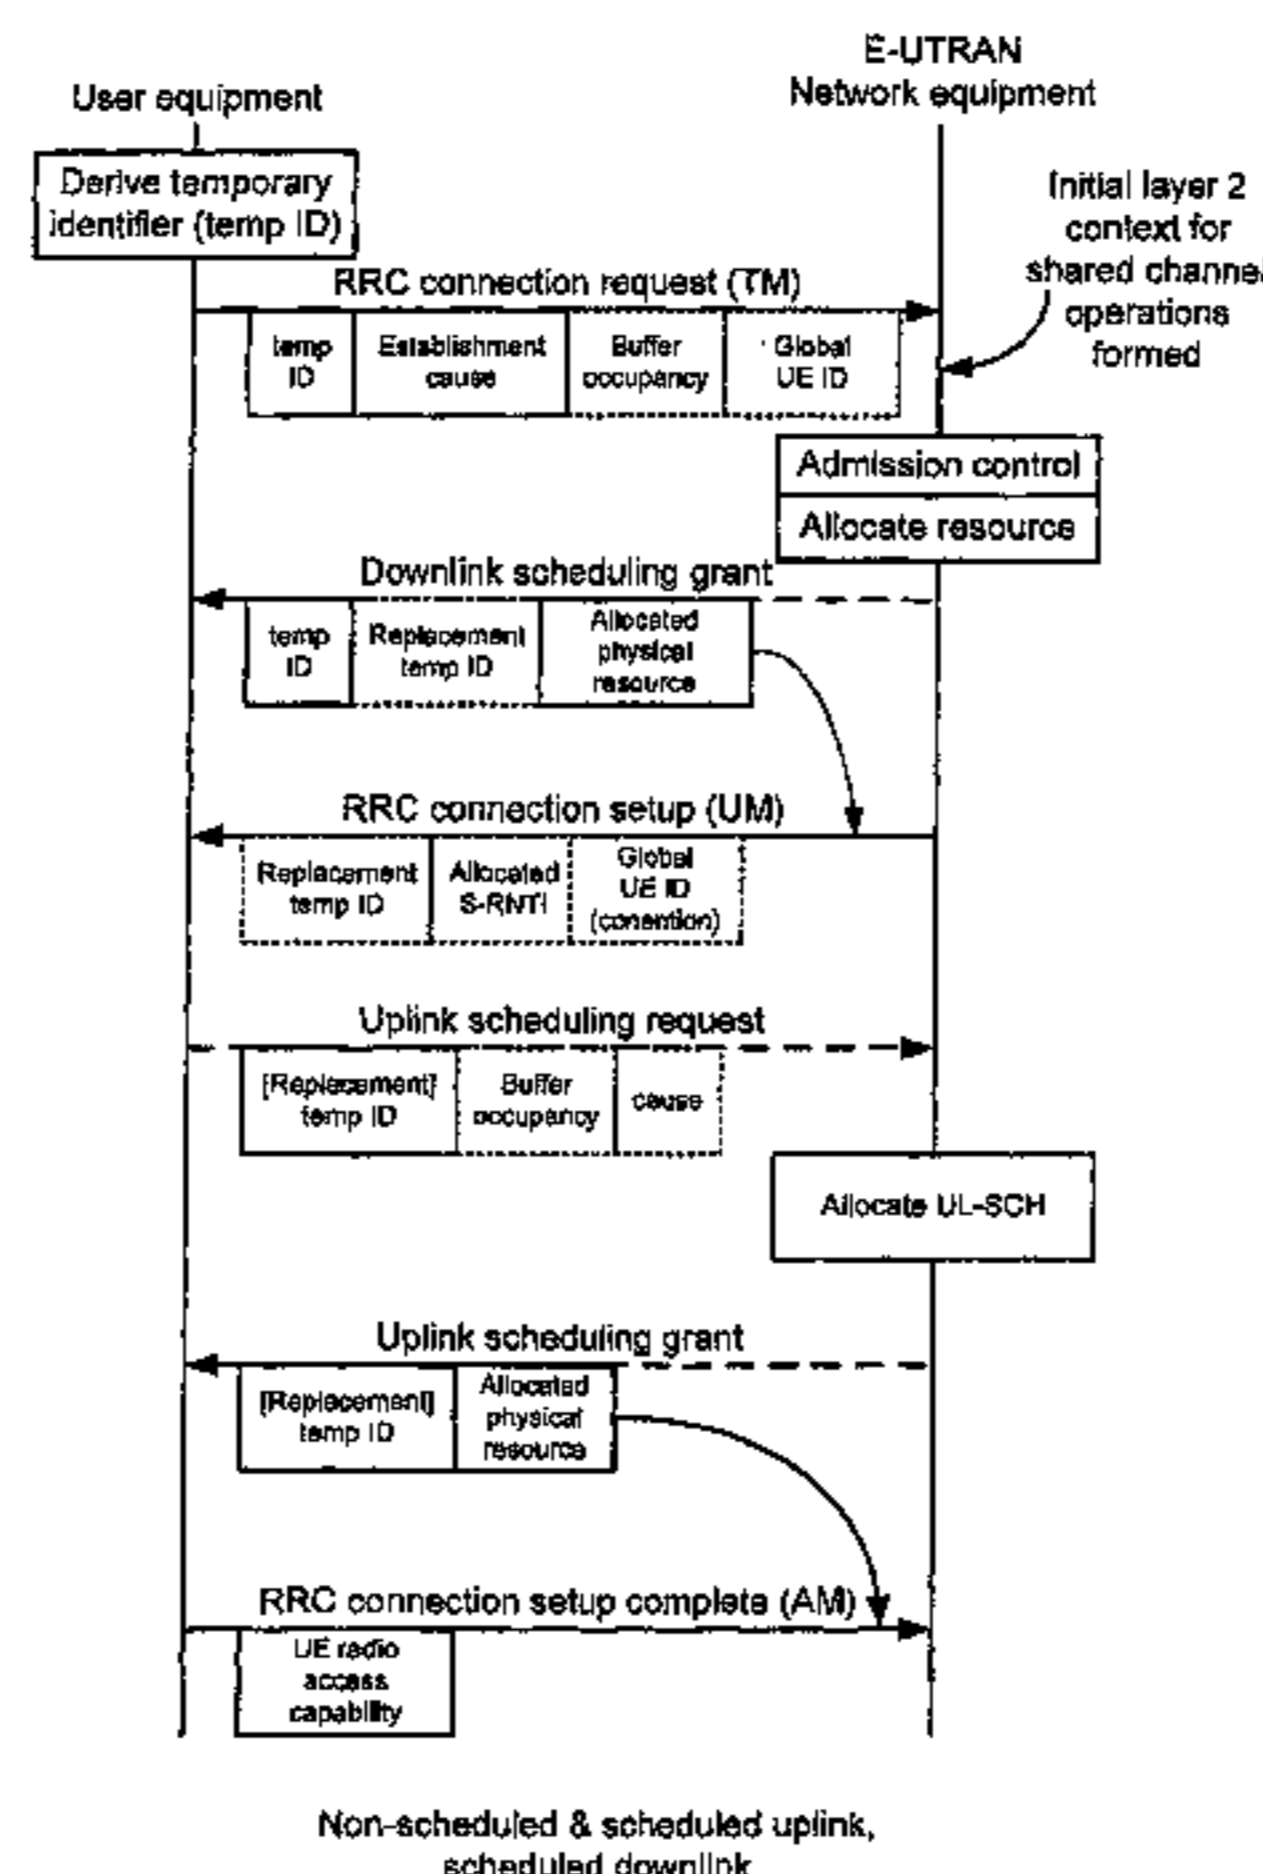 E-UTRAN
Network equipment
User equipment
Derive temporary
identifier (temp ID)
Initial layer 2
context for
shared channel
operations
formed
RRC connection request (TM)
temp
ID
Establishment
cause
Buffer
occupancy
Global
UE ID
Admission control
Allocate resource
Downlink scheduling grant
temp
ID
Replacement
temp ID
Allocated
physical
resource
RRC connection setup (UM)
Replacement
temp ID
Allocated
S-RNTI
Global
UE ID
(conention)
Uplink scheduling request
[Replacement]
temp ID
Buffer
occupancy
cause
Allocate UL-SCH
Uplink scheduling grant
[Replacement]
temp ID
Allocated
physical
resource
RRC connection setup complete (AM)
UE radio
access
capability
Non-scheduled & scheduled uplink,
scheduled downlink